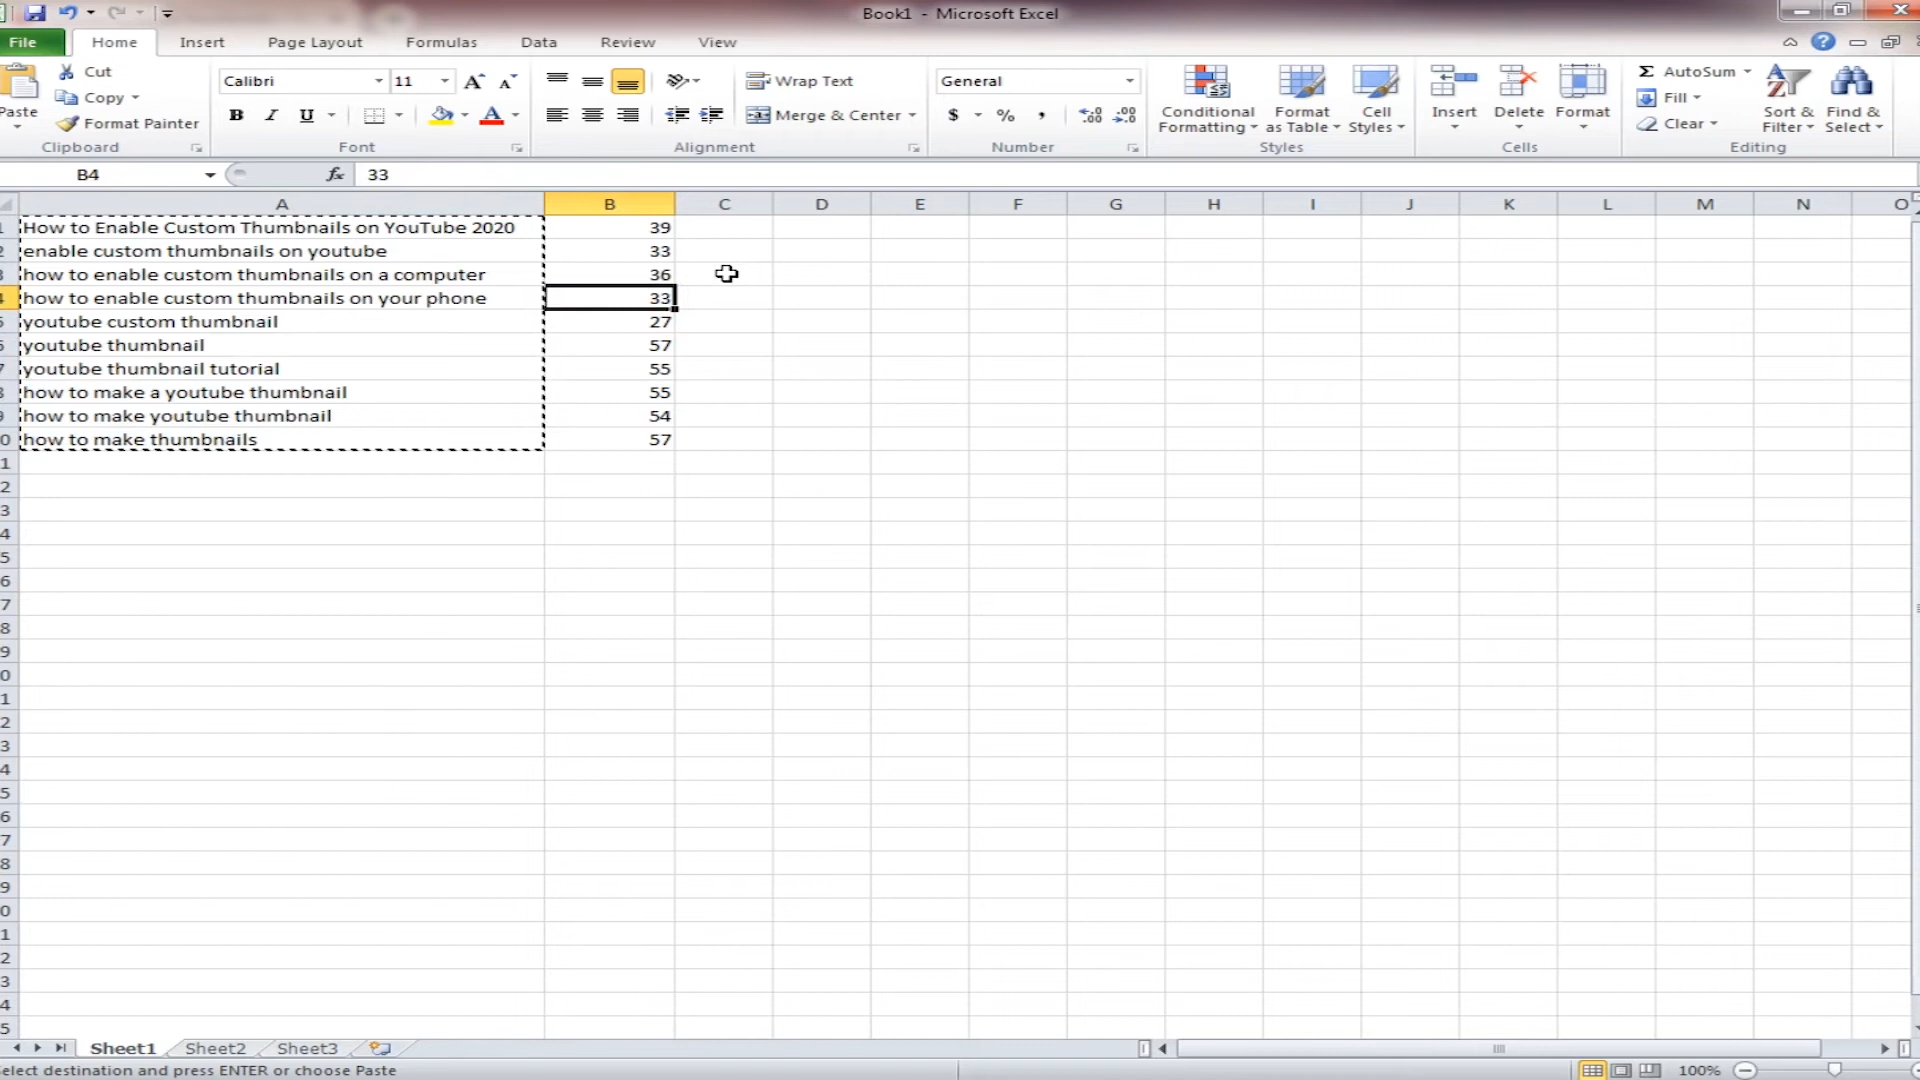 Book1 - Microsoft Excel
File Home Insert Page Layout Formulas Data Review View
Paste
Cut
Copy
Format Painter
Clipboard
Calibri 11
B I U
Font
Wrap Text
Merge & Center
Alignment
General
$ % ,
Number
Conditional Formatting
Format as Table
Cell Styles
Styles
Insert Delete Format
Cells
Σ AutoSum
Fill
Clear
Sort & Filter
Find & Select
Editing
B4 fx 33
A B C D E F G H I J K L M N O
How to Enable Custom Thumbnails on YouTube 2020 39
enable custom thumbnails on youtube 33
how to enable custom thumbnails on a computer 36
how to enable custom thumbnails on your phone 33
youtube custom thumbnail 27
youtube thumbnail 57
youtube thumbnail tutorial 55
how to make a youtube thumbnail 55
how to make youtube thumbnail 54
how to make thumbnails 57
Sheet1 Sheet2 Sheet3
elect destination and press ENTER or choose Paste 100%